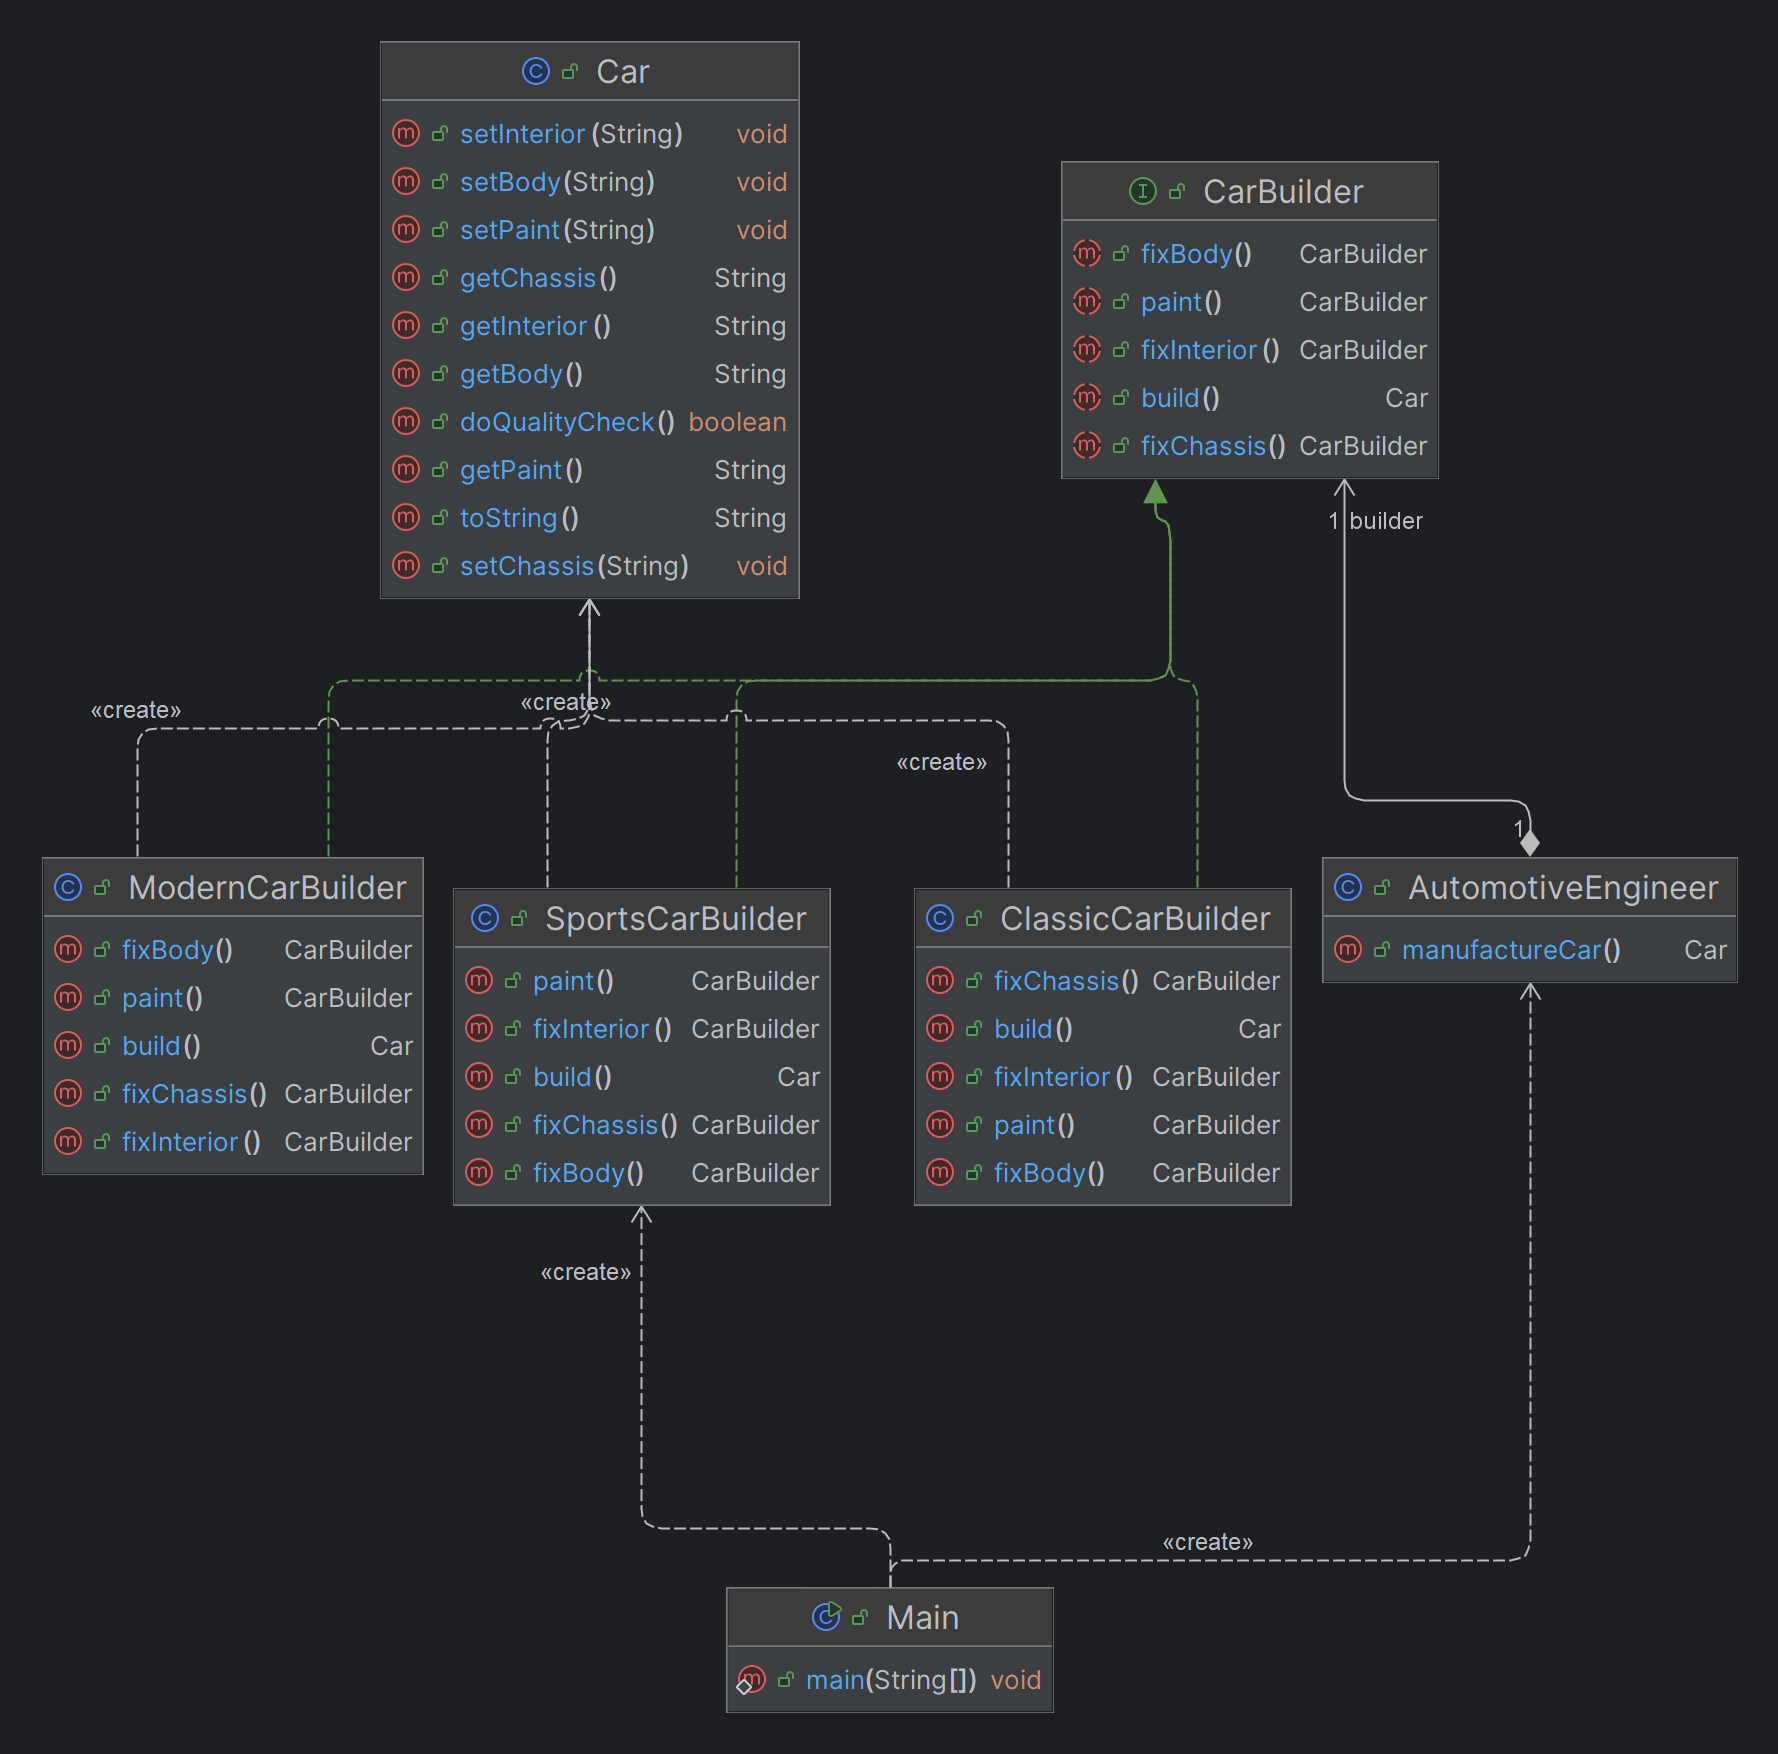 Car
setInterior(String) void
setBody(String) void
setPaint(String) void
getChassis() String
getInterior() String
getBody() String
doQualityCheck() boolean
getPaint() String
toString() String
setChassis(String) void
CarBuilder
fixBody() CarBuilder
paint() CarBuilder
fixInterior() CarBuilder
build() Car
fixChassis() CarBuilder
1 builder
«create»
«create»
«create»
1
ModernCarBuilder
fixBody() CarBuilder
paint() CarBuilder
build() Car
fixChassis() CarBuilder
fixInterior() CarBuilder
SportsCarBuilder
paint() CarBuilder
fixInterior() CarBuilder
build() Car
fixChassis() CarBuilder
fixBody() CarBuilder
ClassicCarBuilder
fixChassis() CarBuilder
build() Car
fixInterior() CarBuilder
paint() CarBuilder
fixBody() CarBuilder
AutomotiveEngineer
manufactureCar() Car
«create»
«create»
Main
main(String[]) void